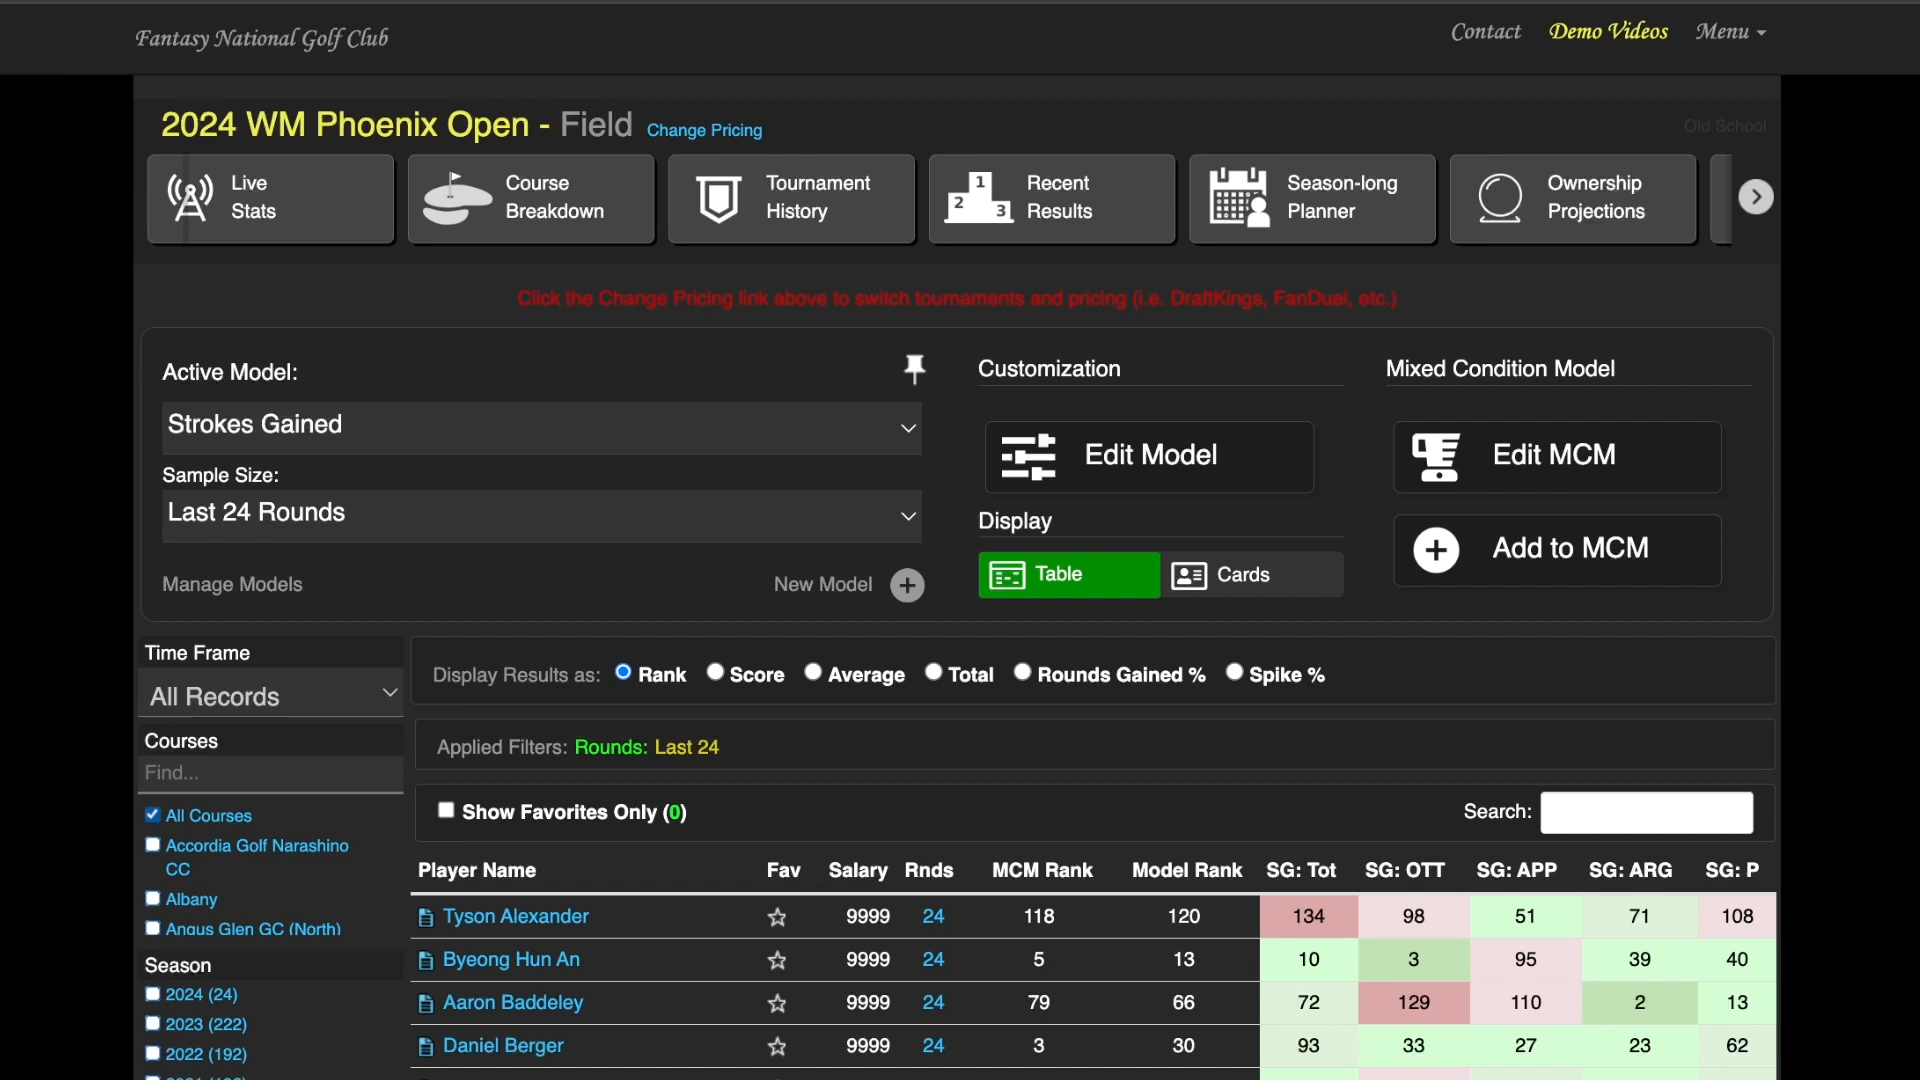 Fantasy National Golf Club
Contact
Demo Videos
Menu
2024 WM Phoenix Open - Field Change Pricing
Old School
Live Stats
Course Breakdown
Tournament History
1
2
3
Recent Results
Season-long Planner
Ownership Projections
Click the Change Pricing link above to switch tournaments and pricing (i.e. DraftKings, FanDuel, etc.)
Active Model:
Strokes Gained
Sample Size:
Last 24 Rounds
Manage Models
New Model
Customization
Edit Model
Display
Table
Cards
Mixed Condition Model
Edit MCM
Add to MCM
Time Frame
All Records
Courses
Find...
All Courses
Accordia Golf Narashino
CC
Albany
Angus Glen GC (North)
Season
2024 (24)
2023 (222)
2022 (192)
Display Results as: Rank Score Average Total Rounds Gained % Spike %
Applied Filters: Rounds: Last 24
Show Favorites Only (0)
Search:
Player Name Fav Salary Rnds MCM Rank Model Rank SG: Tot SG: OTT SG: APP SG: ARG SG: P
Tyson Alexander 9999 24 118 120 134 98 51 71 108
Byeong Hun An 9999 24 5 13 10 3 95 39 40
Aaron Baddeley 9999 24 79 66 72 129 110 2 13
Daniel Berger 9999 24 3 30 93 33 27 23 62